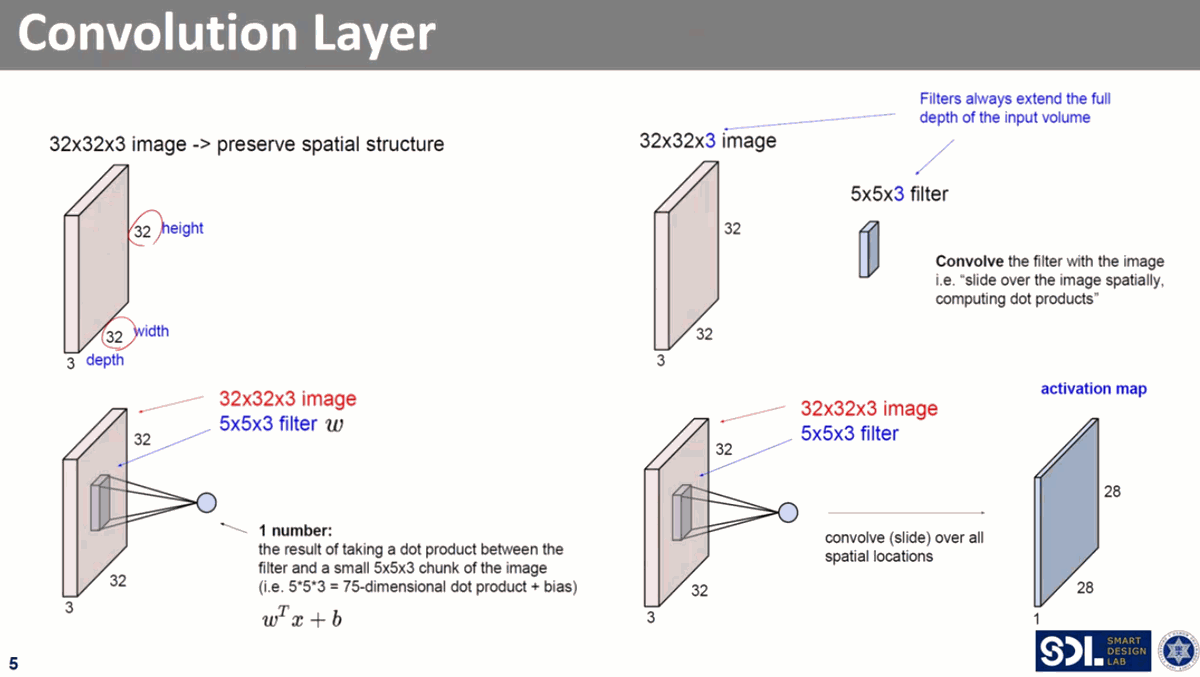 Convolution Layer
32x32x3 image -> preserve spatial structure
32 height
32 width
3 depth
32x32x3 image
Filters always extend the full
depth of the input volume
5x5x3 filter
32
32
3
Convolve the filter with the image
i.e. “slide over the image spatially,
computing dot products”
32x32x3 image
5x5x3 filter w
32
32
3
1 number:
the result of taking a dot product between the
filter and a small 5x5x3 chunk of the image
(i.e. 5*5*3 = 75-dimensional dot product + bias)
wᵀx + b
32x32x3 image
5x5x3 filter
32
32
3
convolve (slide) over all
spatial locations
activation map
28
28
1
5
SDL SMART
DESIGN
LAB